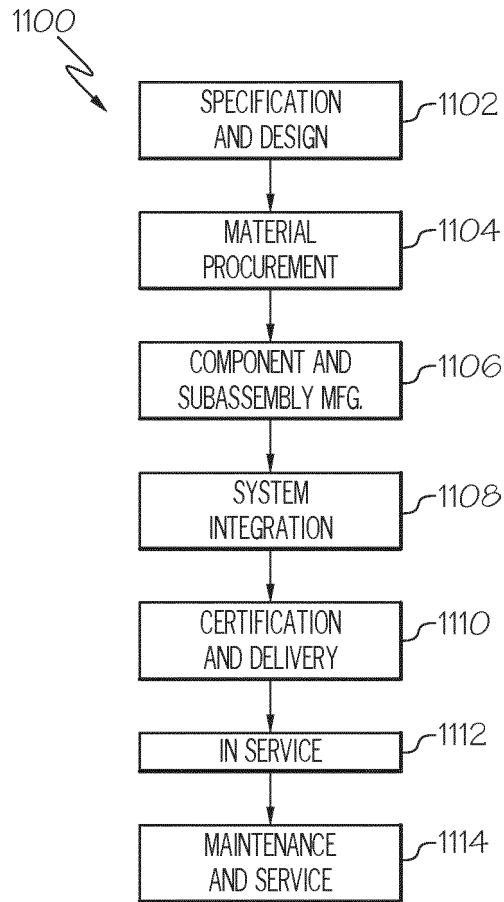 1100
SPECIFICATION
AND DESIGN
1102
MATERIAL
PROCUREMENT
1104
COMPONENT AND
SUBASSEMBLY MFG.
1106
SYSTEM
INTEGRATION
1108
CERTIFICATION
AND DELIVERY
1110
IN SERVICE
1112
MAINTENANCE
AND SERVICE
1114